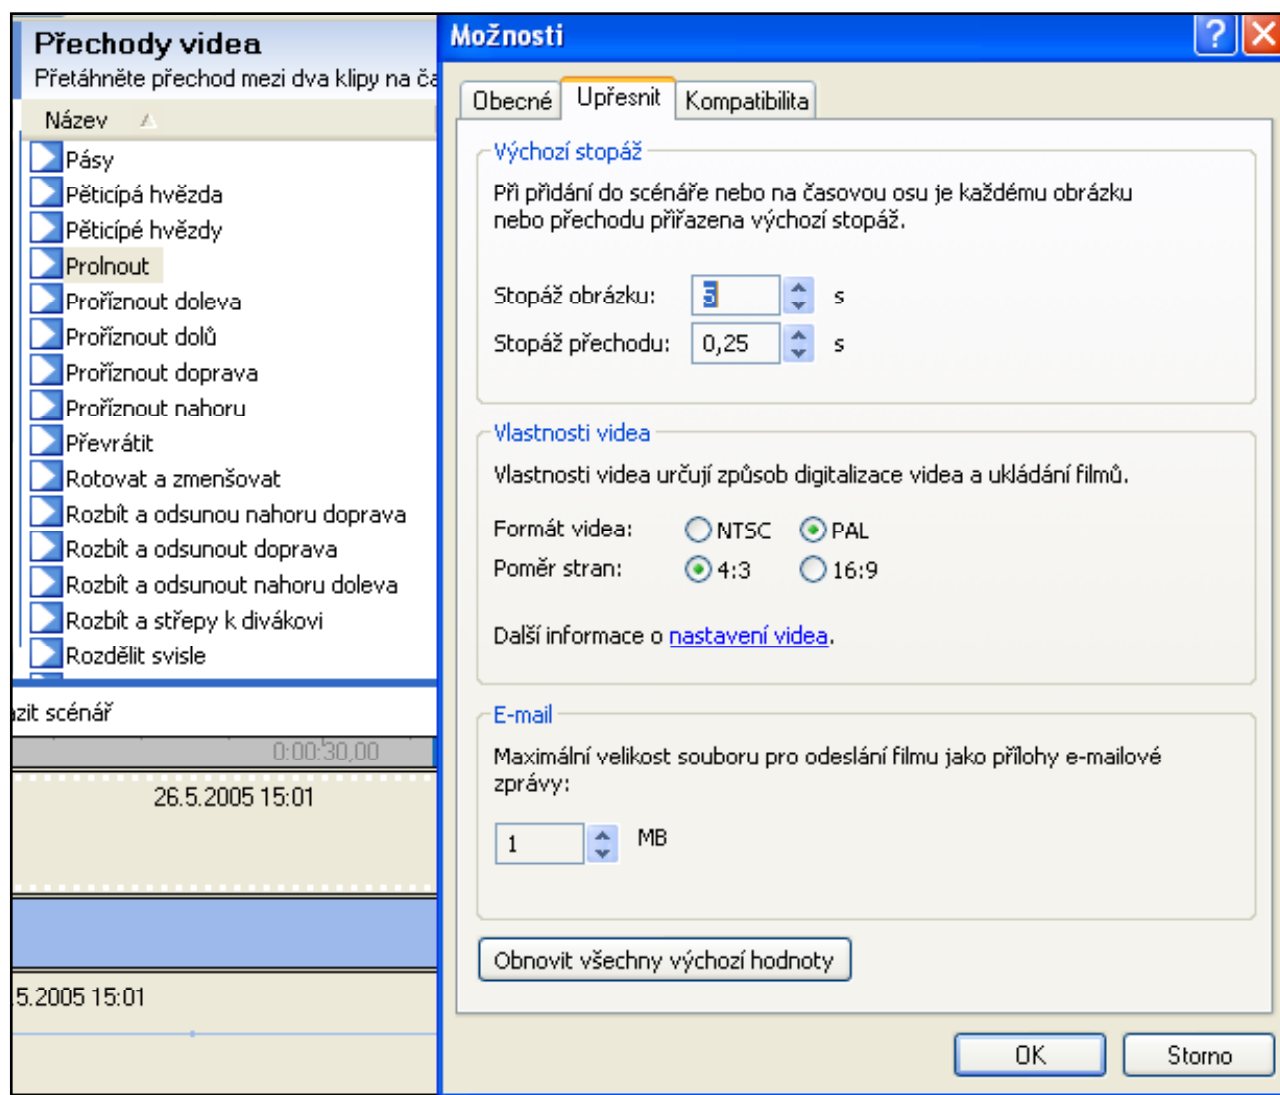 Přechody videa
Přetáhněte přechod mezi dva klipy na ča
Název
Pásy
Pěticípá hvězda
Pěticípé hvězdy
Prolnout
Proříznout doleva
Proříznout dolů
Proříznout doprava
Proříznout nahoru
Převrátit
Rotovat a zmenšovat
Rozbít a odsunou nahoru doprava
Rozbít a odsunout doprava
Rozbít a odsunout nahoru doleva
Rozbít a střepy k divákovi
Rozdělit svisle
azit scénář
0:00:30,00
26.5.2005 15:01
.5.2005 15:01
Možnosti
Obecné Upřesnit Kompatibilita
Výchozí stopáž
Při přidání do scénáře nebo na časovou osu je každému obrázku
nebo přechodu přiřazena výchozí stopáž.
Stopáž obrázku: 3 s
Stopáž přechodu: 0,25 s
Vlastnosti videa
Vlastnosti videa určují způsob digitalizace videa a ukládání filmů.
Formát videa: NTSC PAL
Poměr stran: 4:3 16:9
Další informace o nastavení videa.
E-mail
Maximální velikost souboru pro odeslání filmu jako přílohy e-mailové
zprávy:
1 MB
Obnovit všechny výchozí hodnoty
OK Storno